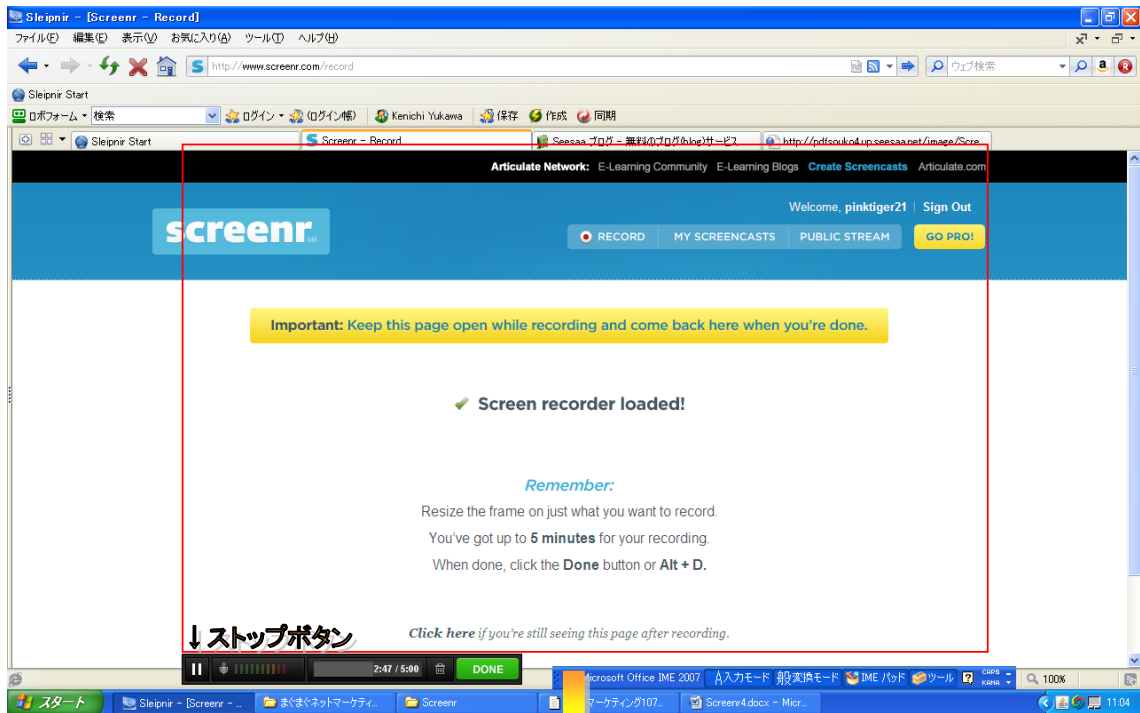 Sleipnir - [Screenr - Record]
ファイル(F) 編集(E) 表示(V) お気に入り(A) ツール(T) ヘルプ(H)
S http://www.screenr.com/record ウェブ検索
Sleipnir Start
ロボフォーム 検索 ログイン (ログイン帳) Kenichi Yukawa 保存 作成 同期
Sleipnir Start Screenr - Record Seesaa ブログ - 無料のブログ(blog)サービス http://pdfsouko4.up.seesaa.net/image/Scre
Articulate Network: E-Learning Community E-Learning Blogs Create Screencasts Articulate.com
Welcome, pinktiger21 | Sign Out
screenr
RECORD MY SCREENCASTS PUBLIC STREAM GO PRO!
Important: Keep this page open while recording and come back here when you're done.
Screen recorder loaded!
Remember:
Resize the frame on just what you want to record.
You've got up to 5 minutes for your recording.
When done, click the Done button or Alt + D.
↓ストップボタン
Click here if you're still seeing this page after recording.
2:47 / 5:00 DONE
Microsoft Office IME 2007 A入力モード 般変換モード IME パッド ツール CAPS KANA 100%
スタート Sleipnir - [Screenr - ... まぐまぐネットマーケティ... Screenr マーケティング107... Screenr4.docx - Micr... 11:04